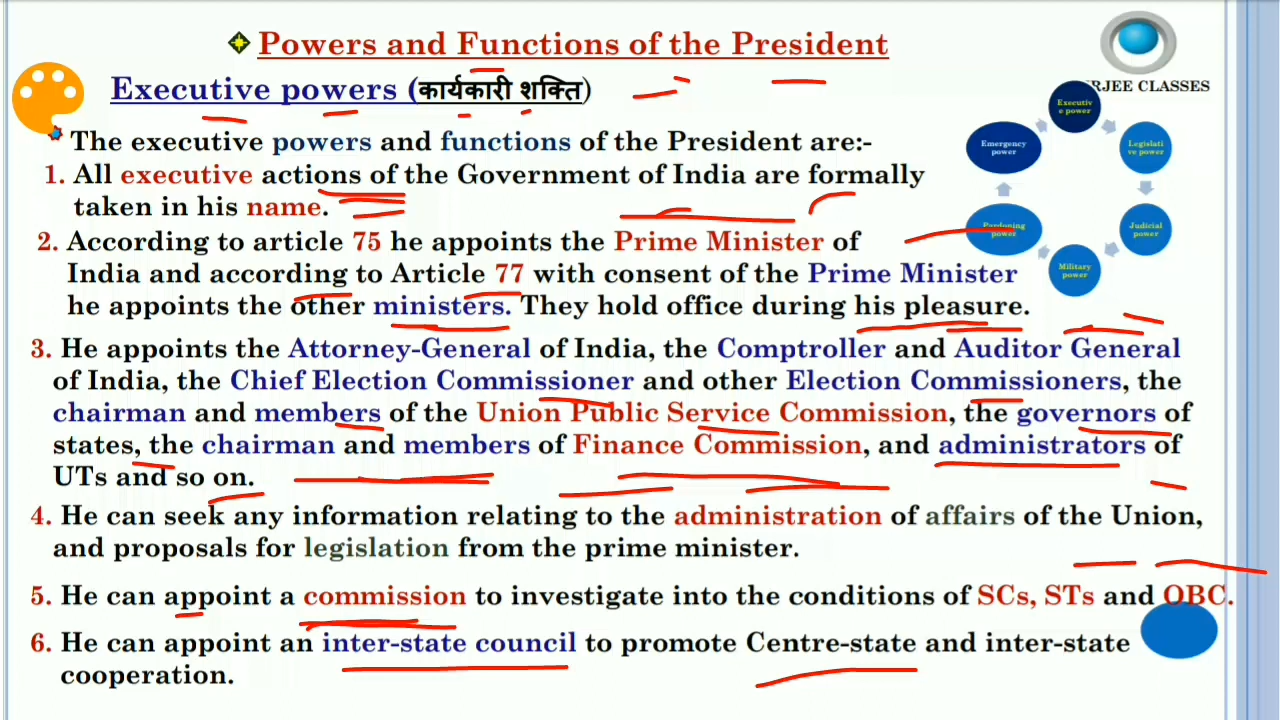 Powers and Functions of the President
Executive powers (कार्यकारी शक्ति)
RJEE CLASSES
The executive powers and functions of the President are:-
1. All executive actions of the Government of India are formally
taken in his name.
2. According to article 75 he appoints the Prime Minister of
India and according to Article 77 with consent of the Prime Minister
he appoints the other ministers. They hold office during his pleasure.
3. He appoints the Attorney-General of India, the Comptroller and Auditor General
of India, the Chief Election Commissioner and other Election Commissioners, the
chairman and members of the Union Public Service Commission, the governors of
states, the chairman and members of Finance Commission, and administrators of
UTs and so on.
4. He can seek any information relating to the administration of affairs of the Union,
and proposals for legislation from the prime minister.
5. He can appoint a commission to investigate into the conditions of SCs, STs and OBC.
6. He can appoint an inter-state council to promote Centre-state and inter-state
cooperation.
Executiv
e power
Legislati
ve power
Judicial
power
Military
power
Pardoning
power
Emergency
power